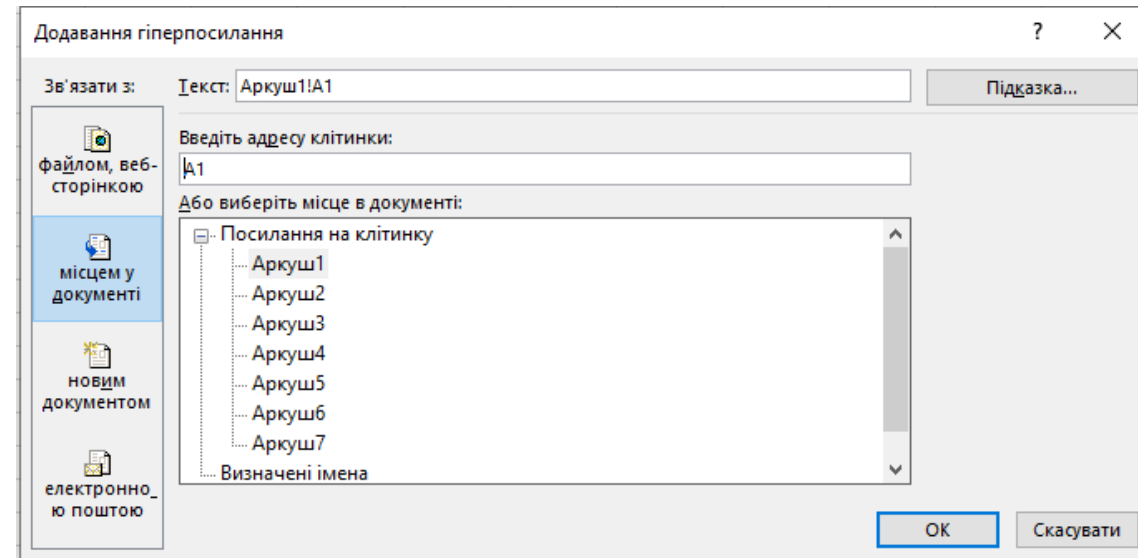 Додавання гіперпосилання
?
Зв'язати з:
Текст: Аркуш1!A1
Підказка...
файлом, веб-
сторінкою
місцем у
документі
новим
документом
електронно_
ю поштою
Введіть адресу клітинки:
A1
Або виберіть місце в документі:
Посилання на клітинку
Аркуш1
Аркуш2
Аркуш3
Аркуш4
Аркуш5
Аркуш6
Аркуш7
Визначені імена
ОК
Скасувати